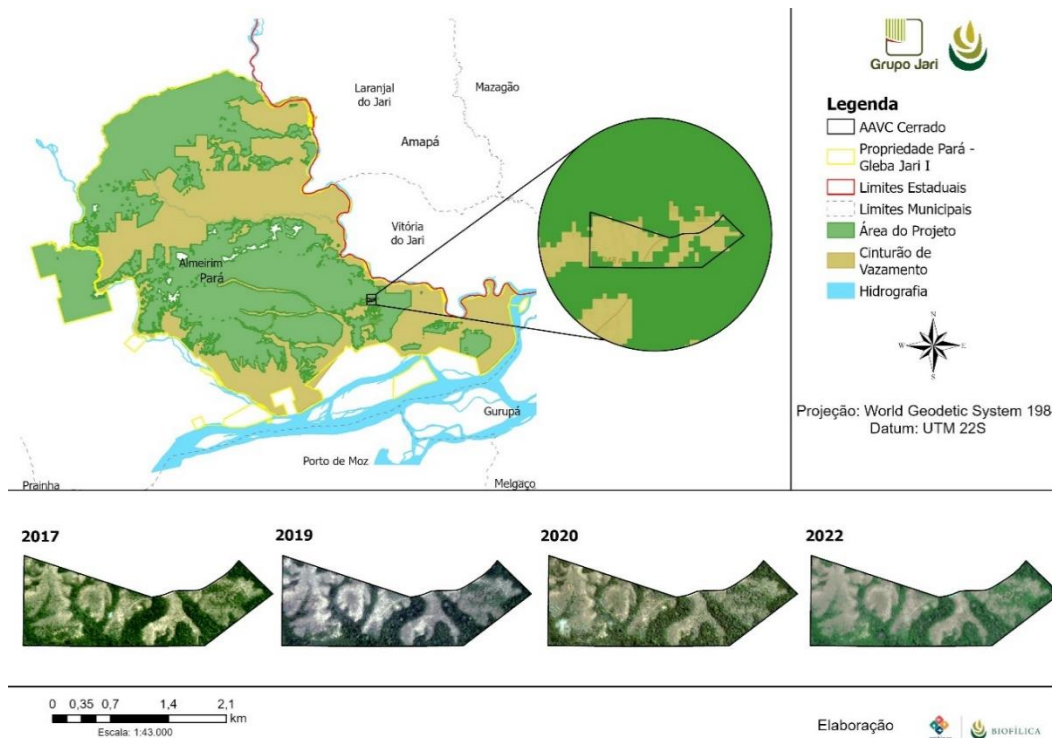 Laranjal
do Jari
Mazagão
Amapá
Vitória
do Jari
Almeirim
Pará
Gurupá
Porto de Moz
Prainha
Melgaço
Grupo Jari
Legenda
AAVC Cerrado
Propriedade Pará -
Gleba Jari I
Limites Estaduais
Limites Municipais
Área do Projeto
Cinturão de
Vazamento
Hidrografia
N
W E
S
Projeção: World Geodetic System 198
Datum: UTM 22S
2017
2019
2020
2022
0 0,35 0,7 1,4 2,1
km
Escala: 1:43.000
Elaboração
BIOFÍLICA